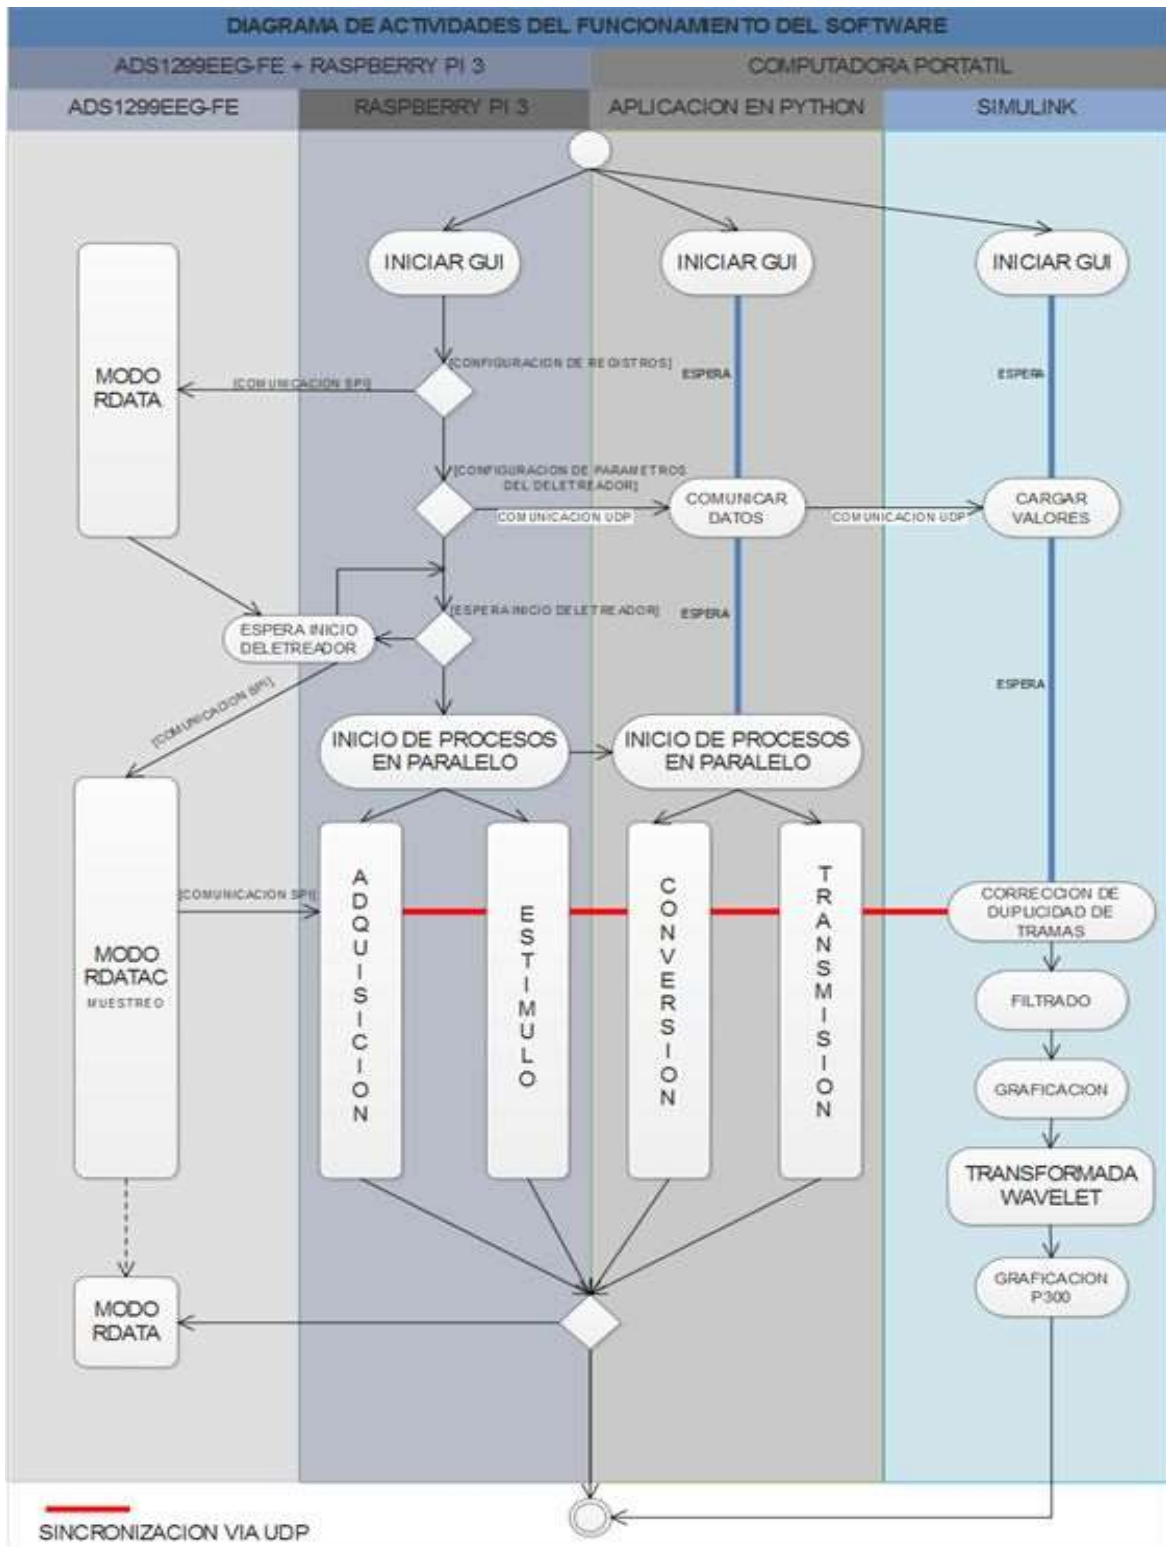 DIAGRAMA DE ACTIVIDADES DEL FUNCIONAMIENTO DEL SOFTWARE
ADS1299EEG-FE + RASPBERRY PI 3
COMPUTADORA PORTATIL
ADS1299EEG-FE
RASPBERRY PI 3
APLICACION EN PYTHON
SIMULINK
INICIAR GUI
INICIAR GUI
INICIAR GUI
MODO
RDATA
[COMUNICACION SPI]
[CONFIGURACION DE REGISTROS]
ESPERA
ESPERA
[CONFIGURACION DE PARAMETROS
DEL DELETREADOR]
COMUNICACION UDP
COMUNICAR
DATOS
COMUNICACION UDP
CARGAR
VALORES
ESPERA INICIO
DELETREADOR
[ESPERA INICIO DELETREADOR]
ESPERA
ESPERA
[COMUNICACION SPI]
INICIO DE PROCESOS
EN PARALELO
INICIO DE PROCESOS
EN PARALELO
MODO
RDATAC
MUESTREO
[COMUNICACION SPI]
ADQUISICION
ESTIMULO
CONVERSION
TRANSMISION
CORRECCION DE
DUPLICIDAD DE
TRAMAS
FILTRADO
GRAFICACION
TRANSFORMADA
WAVELET
GRAFICACION
P300
MODO
RDATA
SINCRONIZACION VIA UDP